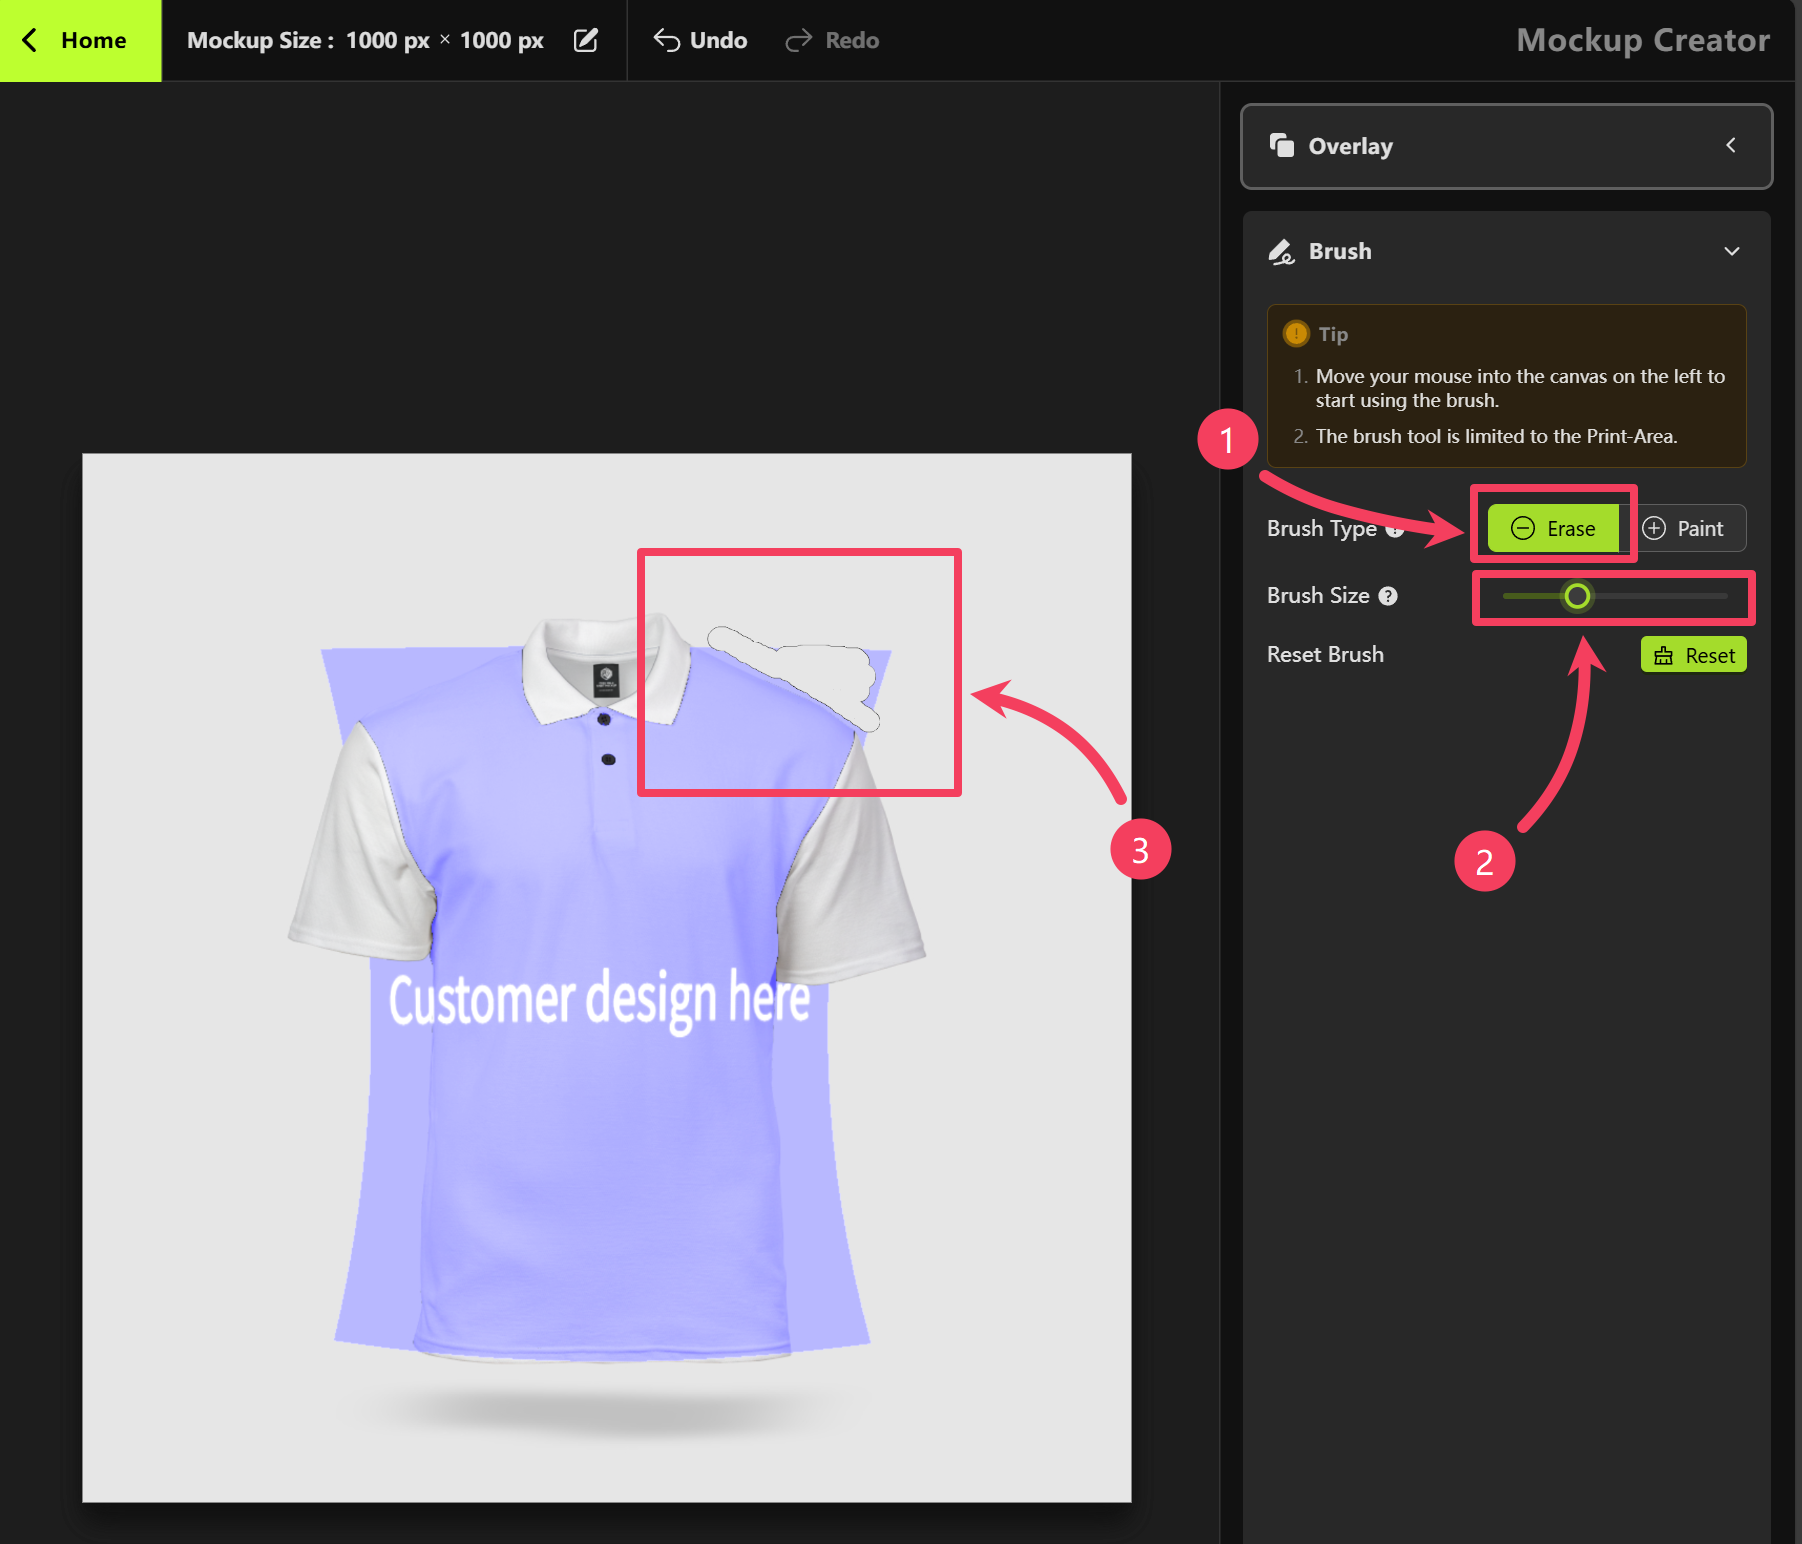 Home
Mockup Size : 1000 px × 1000 px
Undo
Redo
Mockup Creator
Overlay
Brush
Tip
1. Move your mouse into the canvas on the left to
start using the brush.
2. The brush tool is limited to the Print-Area.
1
Brush Type
Erase
Paint
Brush Size
Reset Brush
Reset
3
2
Customer design here